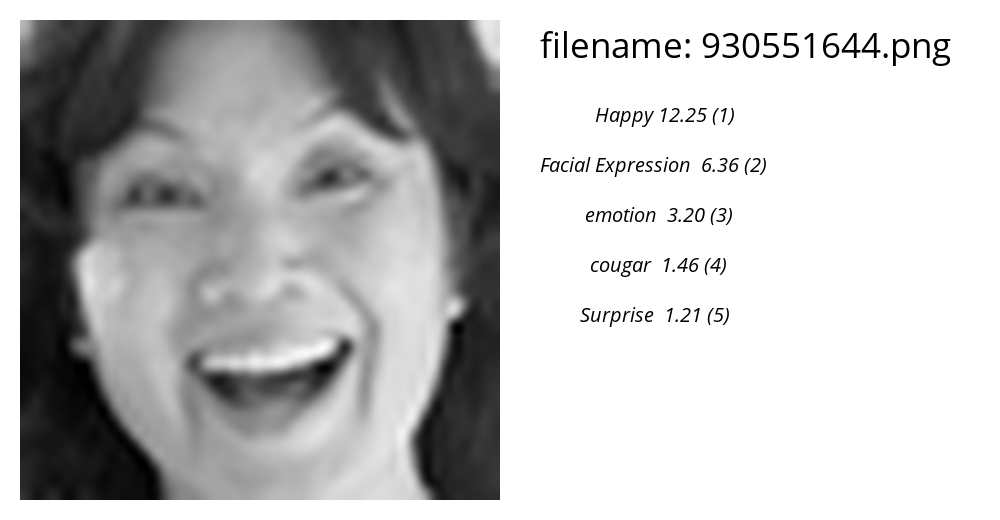 filename: 930551644.png
Happy 12.25 (1)
Facial Expression 6.36 (2)
emotion 3.20 (3)
cougar 1.46 (4)
Surprise 1.21 (5)